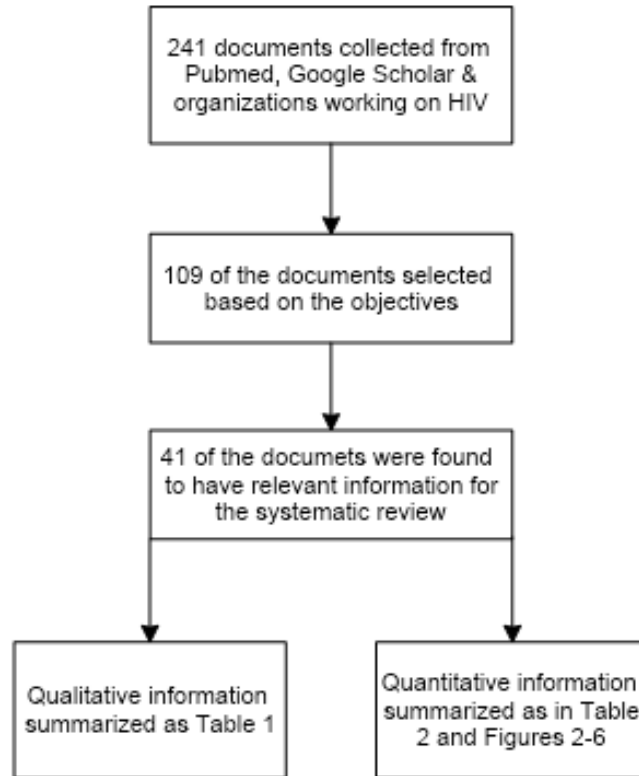 241 documents collected from
Pubmed, Google Scholar &
organizations working on HIV
109 of the documents selected
based on the objectives
41 of the documets were found
to have relevant information for
the systematic review
Qualitative information
summarized as Table 1
Quantitative information
summarized as in Table
2 and Figures 2-6